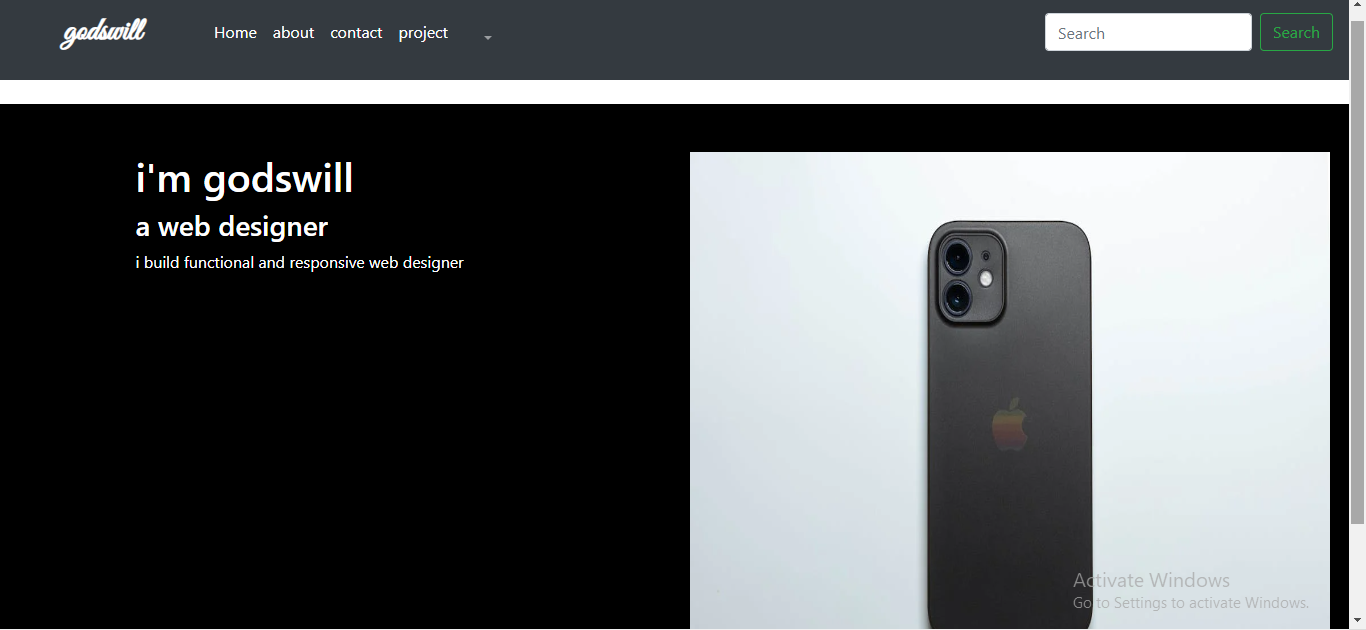 godswill
Home about contact project
Search
Search
i'm godswill
a web designer
i build functional and responsive web designer
Activate Windows
Go to Settings to activate Windows.